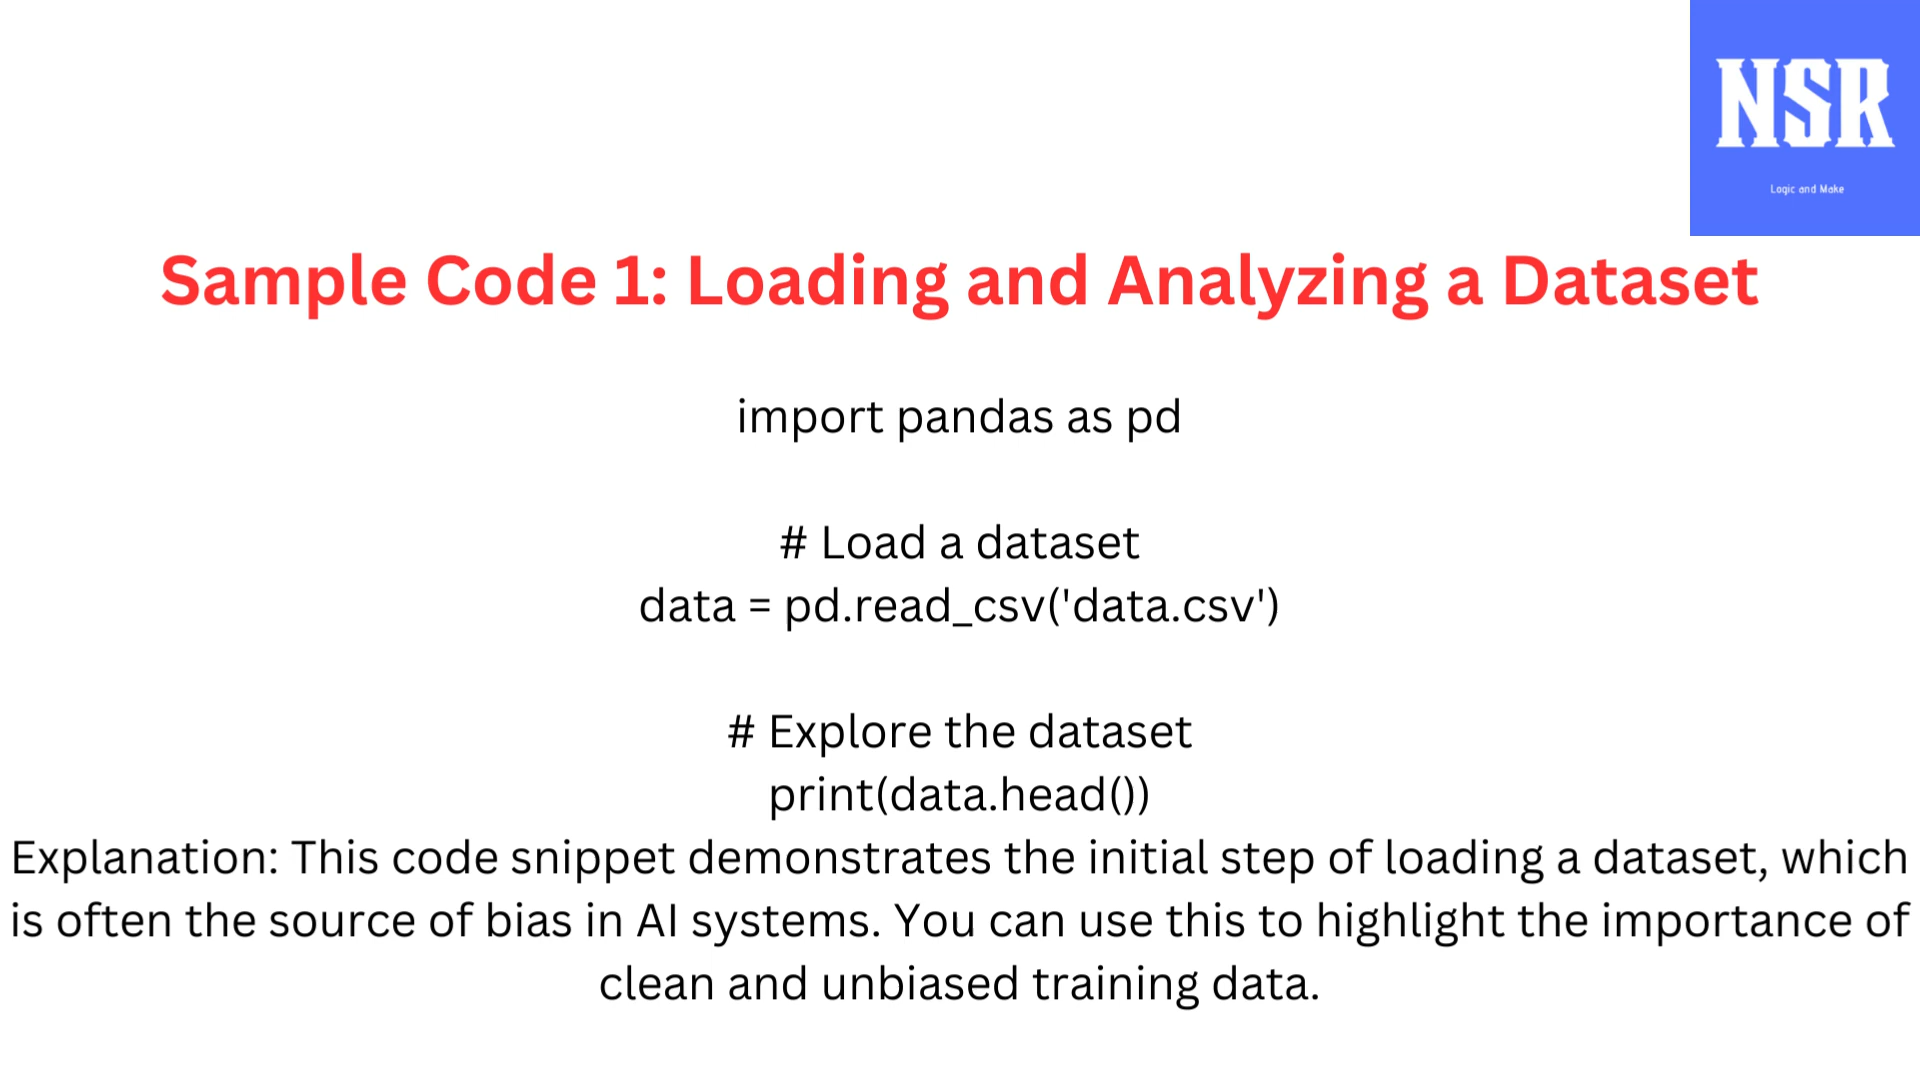 NSR
Logic and Make
Sample Code 1: Loading and Analyzing a Dataset
import pandas as pd
# Load a dataset
data = pd.read_csv('data.csv')
# Explore the dataset
print(data.head())
Explanation: This code snippet demonstrates the initial step of loading a dataset, which
is often the source of bias in AI systems. You can use this to highlight the importance of
clean and unbiased training data.